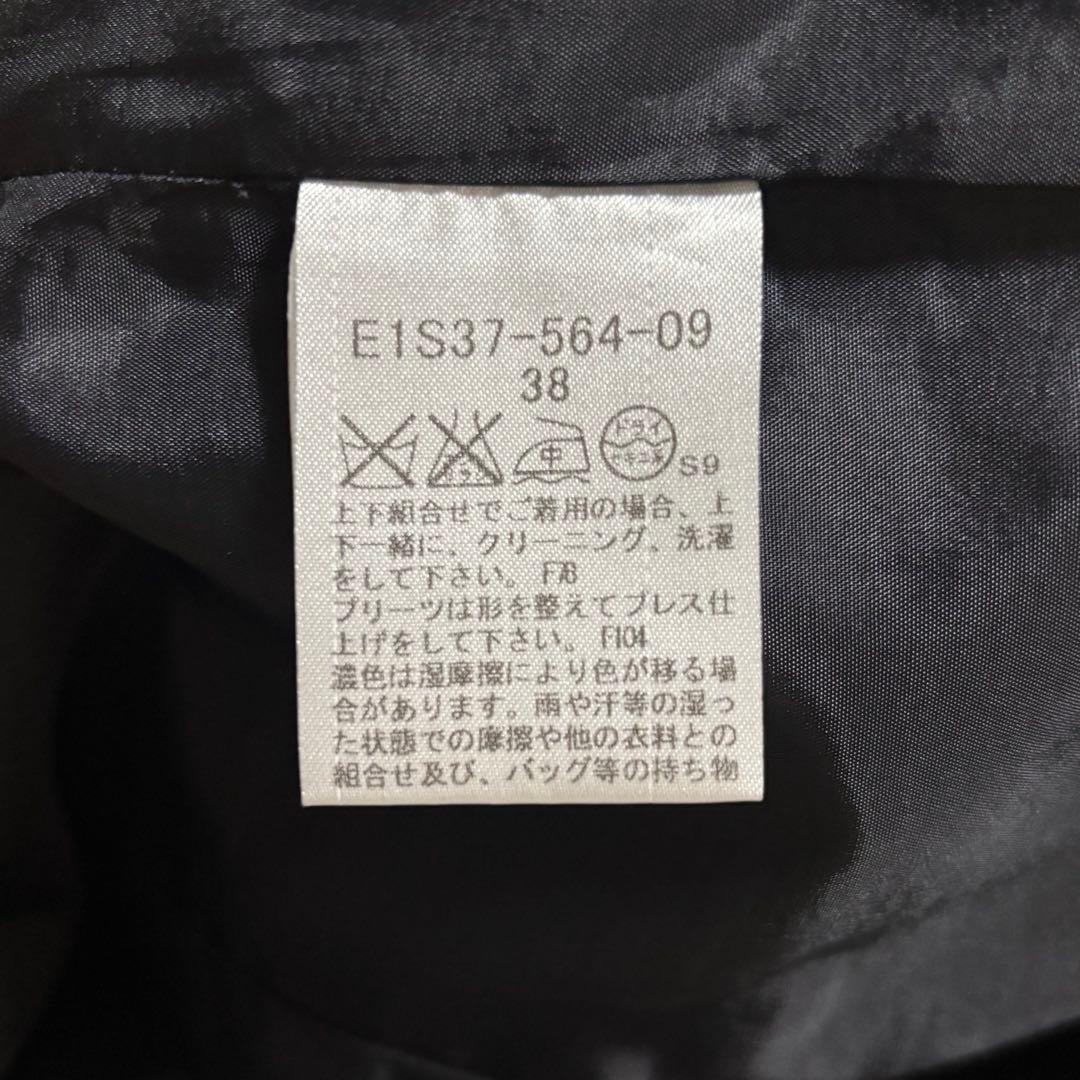 E1S37-564-09
38
中 ドライ S9
上下組合せでご着用の場合、上
下一緒に、クリーニング、洗濯
をして下さい。 F78
プリーツは形を整えてプレス仕
上げをして下さい。 F104
濃色は湿摩擦により色が移る場
合があります。雨や汗等の湿っ
た状態での摩擦や他の衣料との
組合せ及び、バッグ等の持ち物